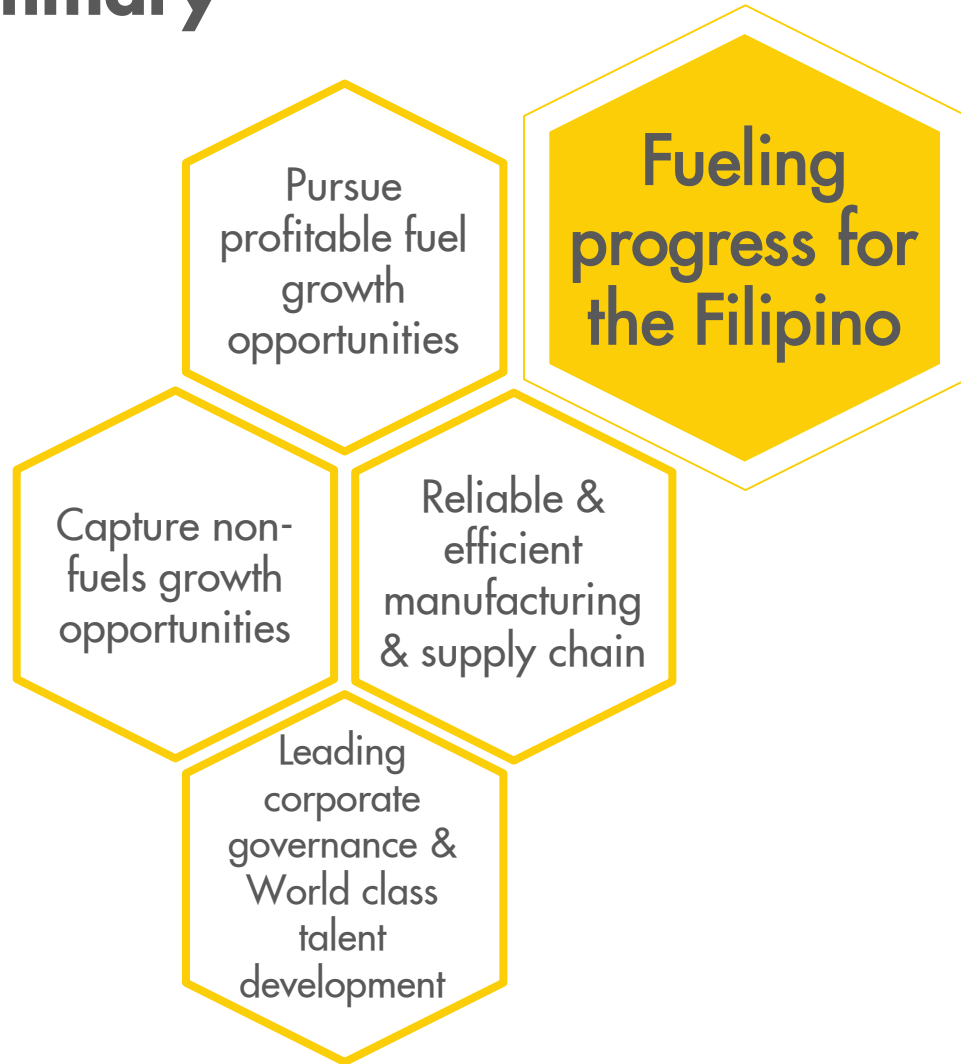 Pursue
profitable fuel
growth
opportunities
Fueling
progress for
the Filipino
Capture non-
fuels growth
opportunities
Reliable &
efficient
manufacturing
& supply chain
Leading
corporate
governance &
World class
talent
development